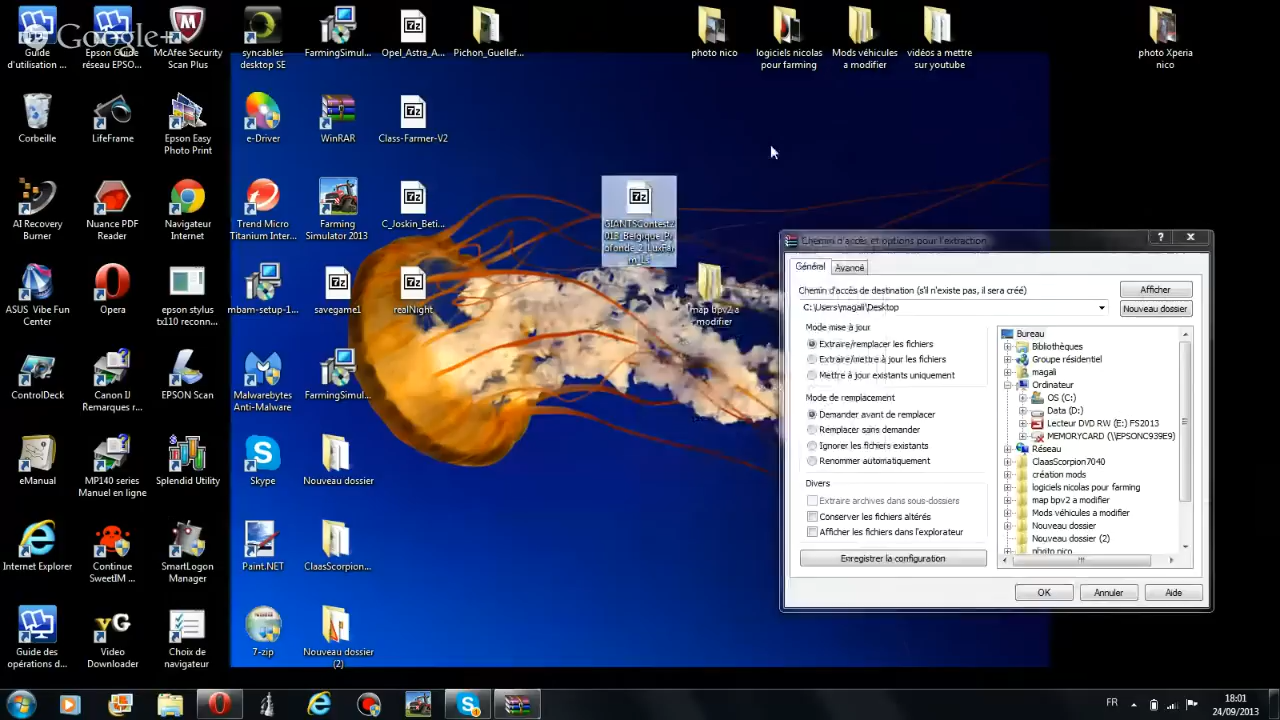 Google+
Guide
d'utilisation ...
Epson Guide
réseau EPSO...
McAfee Security
Scan Plus
syncables
desktop SE
FarmingSimul...
Opel_Astra_A...
Pichon_Guellef...
photo nico
logiciels nicolas
pour farming
Mods véhicules
a modifier
vidéos a mettre
sur youtube
photo Xperia
nico
Corbeille
LifeFrame
Epson Easy
Photo Print
e-Driver
WinRAR
Class-Farmer-V2
AI Recovery
Burner
Nuance PDF
Reader
Navigateur
Internet
Trend Micro
Titanium Inter...
Farming
Simulator 2013
C_Joskin_Beti...
GIANTSContest2
013_Belgique_Pr
ofonde_2_LuxFar
m_Ls
ASUS Vibe Fun
Center
Opera
epson stylus
tx110 reconn...
mbam-setup-1...
savegame1
realNight
map bpv2 a
modifier
ControlDeck
Canon IJ
Remarques r...
EPSON Scan
Malwarebytes
Anti-Malware
FarmingSimul...
eManual
MP140 series
Manuel en ligne
Splendid Utility
Skype
Nouveau dossier
Internet Explorer
Continue
SweetIM ...
SmartLogon
Manager
Paint.NET
ClaasScorpion...
Guide des
opérations d...
Video
Downloader
Choix de
navigateur
7-zip
Nouveau dossier
(2)
Chemin d'accès et options pour l'extraction
Général
Avancé
Chemin d'accès de destination (s'il n'existe pas, il sera créé)
Afficher
C:\Users\magali\Desktop
Nouveau dossier
Mode mise à jour
Extraire/remplacer les fichiers
Extraire/mettre à jour les fichiers
Mettre à jour existants uniquement
Mode de remplacement
Demander avant de remplacer
Remplacer sans demander
Ignorer les fichiers existants
Renommer automatiquement
Divers
Extraire archives dans sous-dossiers
Conserver les fichiers altérés
Afficher les fichiers dans l'explorateur
Enregistrer la configuration
Bureau
Bibliothèques
Groupe résidentiel
magali
Ordinateur
OS (C:)
Data (D:)
Lecteur DVD RW (E:) FS2013
MEMORYCARD (\\EPSONC939E9)
Réseau
ClaasScorpion7040
création mods
logiciels nicolas pour farming
map bpv2 a modifier
Mods véhicules a modifier
Nouveau dossier
Nouveau dossier (2)
photo nico
OK
Annuler
Aide
FR
18:01
24/09/2013